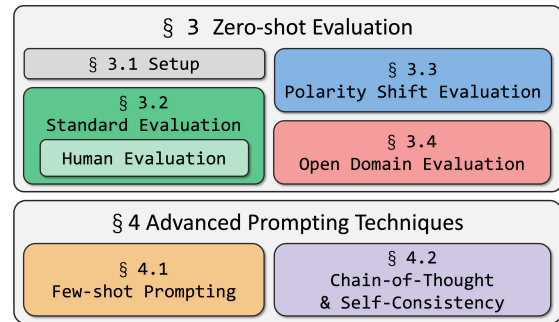 § 3 Zero-shot Evaluation
§ 3.1 Setup
§ 3.2
Standard Evaluation
Human Evaluation
§ 3.3
Polarity Shift Evaluation
§ 3.4
Open Domain Evaluation
§ 4 Advanced Prompting Techniques
§ 4.1
Few-shot Prompting
§ 4.2
Chain-of-Thought
& Self-Consistency